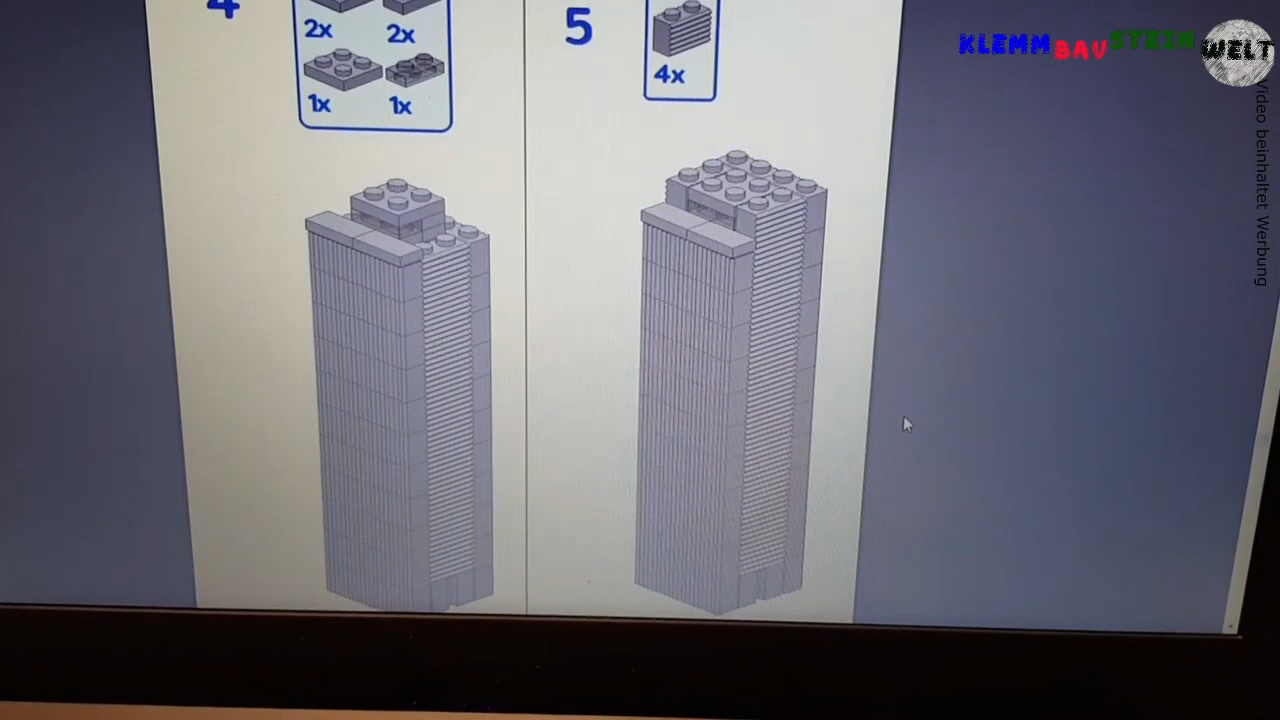 4
2x 2x
1x 1x
5
4x
KLEMMBAUSTEINWELT
Video beinhaltet Werbung